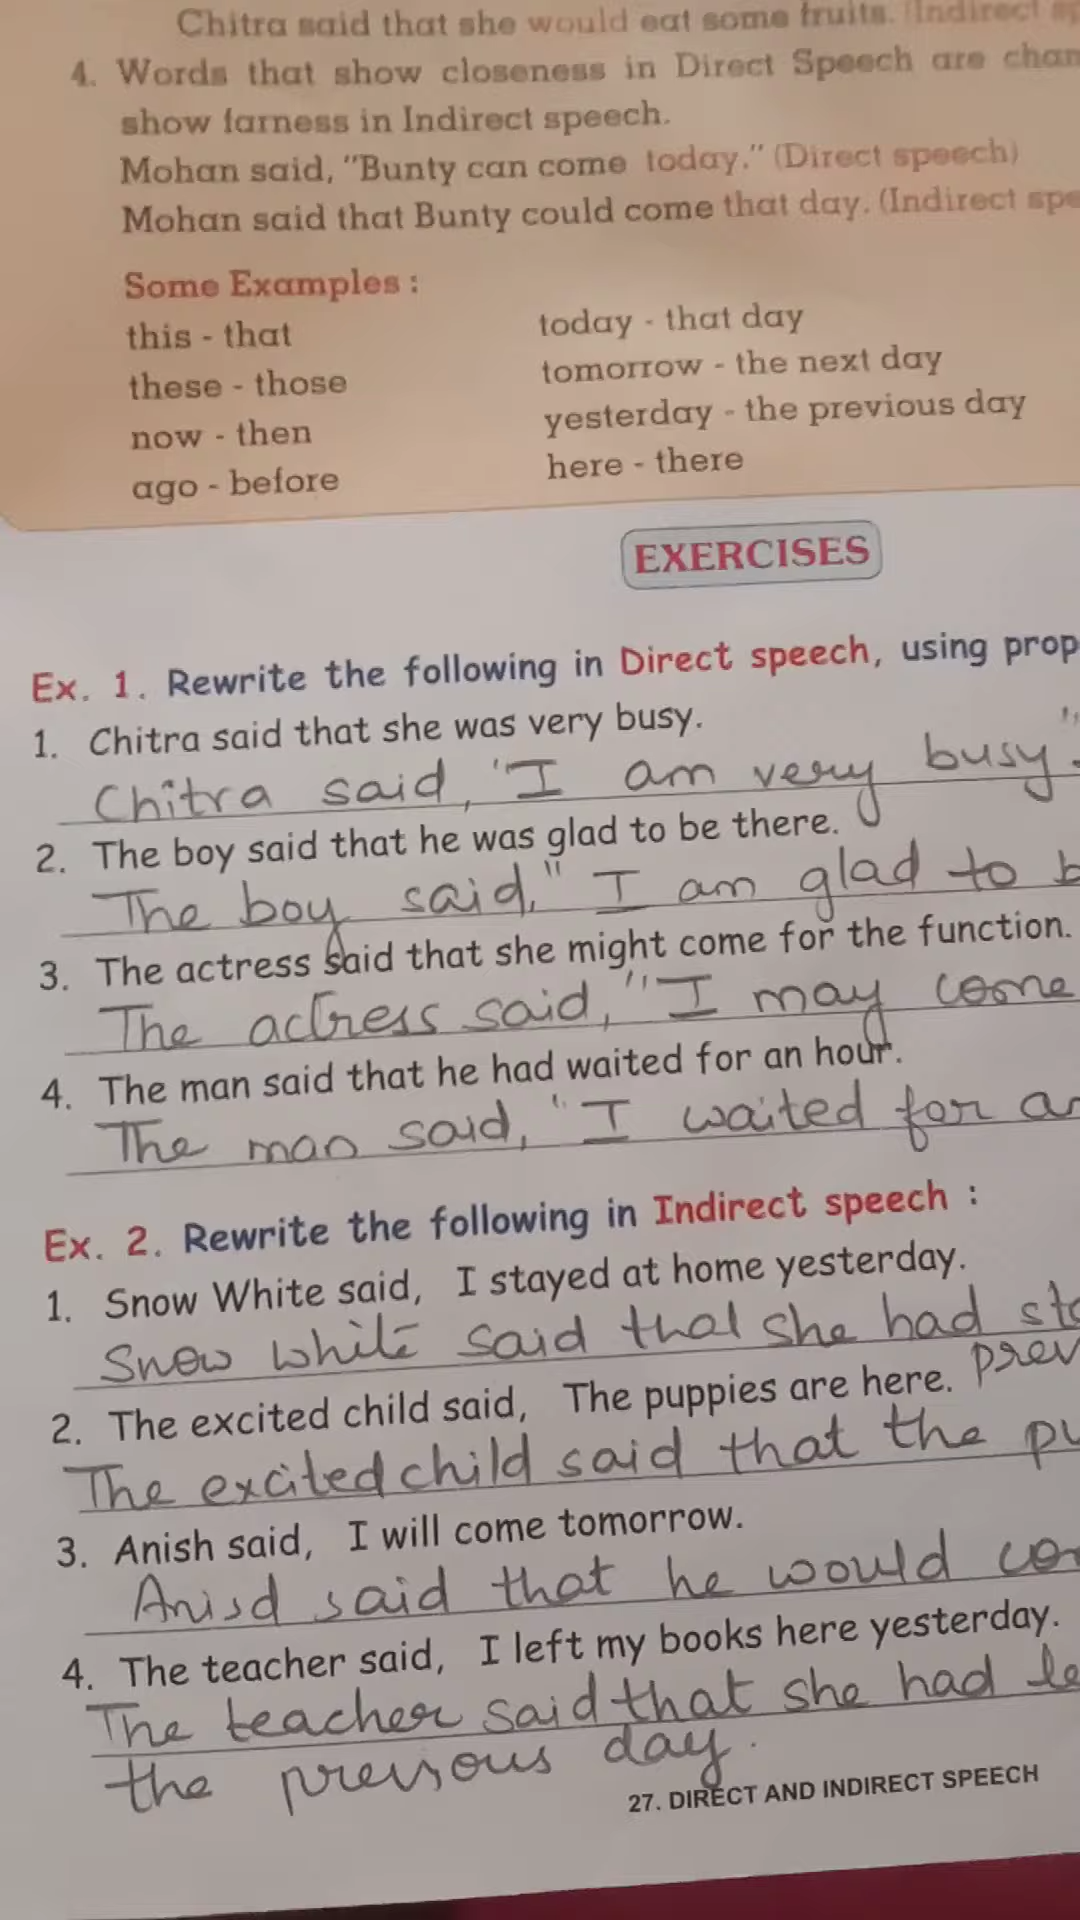 Chitra said that she would eat some fruits. (Indirect sp
4. Words that show closeness in Direct Speech are chan
show farness in Indirect speech.
Mohan said, "Bunty can come today." (Direct speech)
Mohan said that Bunty could come that day. (Indirect spe
Some Examples :
this - that
these - those
now - then
ago - before
today - that day
tomorrow - the next day
yesterday - the previous day
here - there
EXERCISES
Ex. 1. Rewrite the following in Direct speech, using prop
1. Chitra said that she was very busy.
Chitra said, "I am very busy."
2. The boy said that he was glad to be there.
The boy said," I am glad to b
3. The actress said that she might come for the function.
The actress said, "I may come
4. The man said that he had waited for an hour.
The man said, "I waited for an
Ex. 2. Rewrite the following in Indirect speech :
1. Snow White said, I stayed at home yesterday.
Snow white said that she had sta
prev
2. The excited child said, The puppies are here.
The excited child said that the pu
3. Anish said, I will come tomorrow.
Anisd said that he would com
4. The teacher said, I left my books here yesterday.
The teacher said that she had le
the previous day.
27. DIRECT AND INDIRECT SPEECH